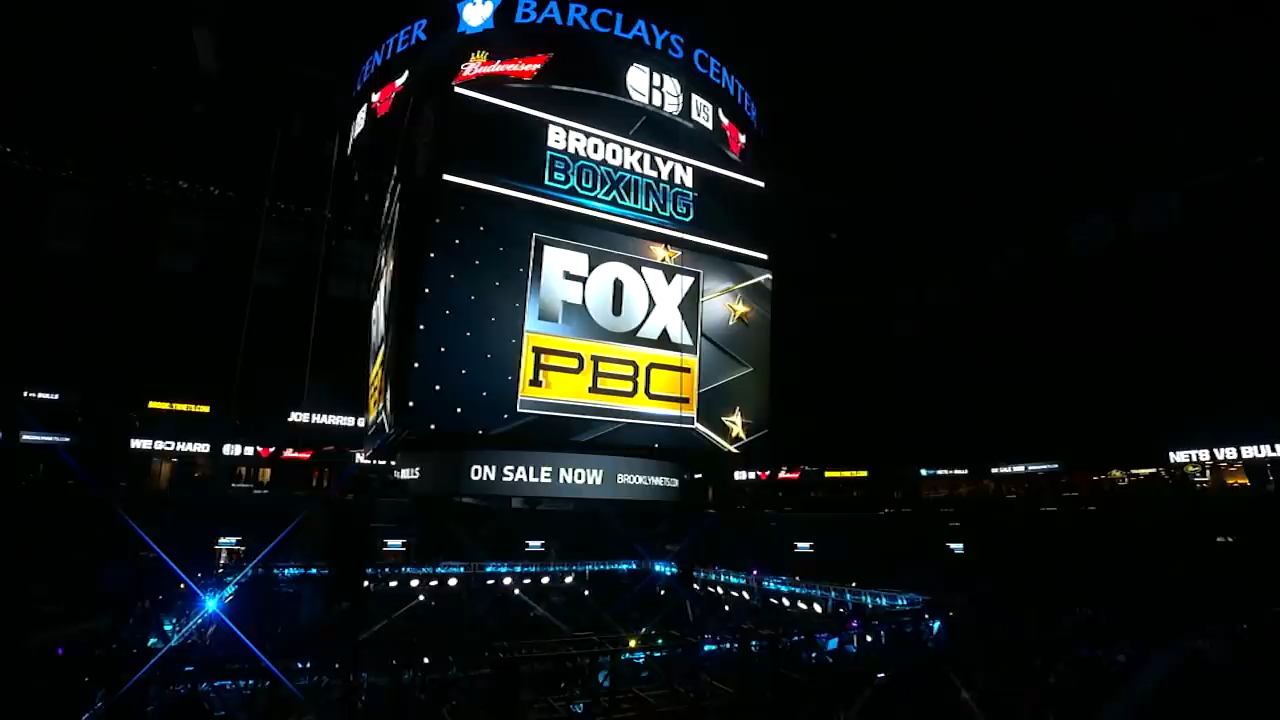 CENTER
BARCLAYS CENTER
Budweiser
B VS
BROOKLYN
BOXING
FOX
PBC
JOE HARRIS
WE GO HARD
ON SALE NOW BROOKLYNNETS.COM
NETS VS BULL